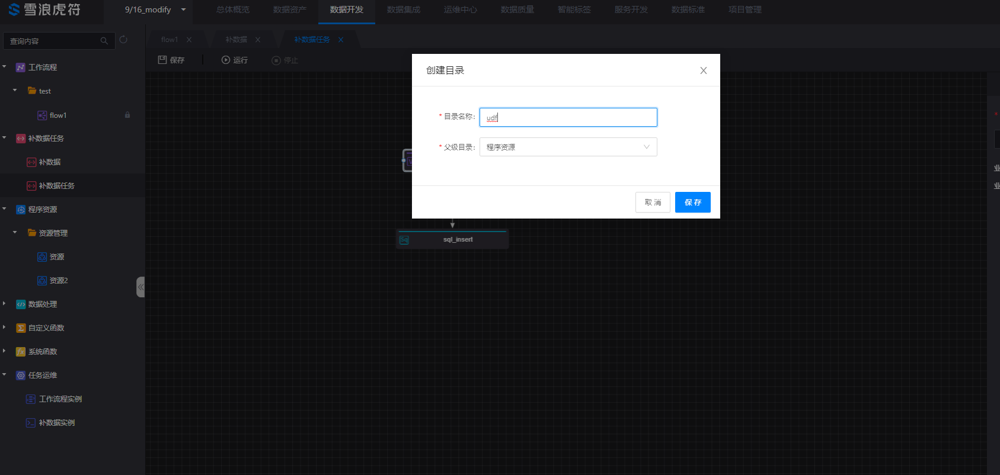 雪浪虎符
9/16_modify
总体概览
数据资产
数据开发
数据集成
运维中心
数据质量
智能标签
服务开发
数据标准
项目管理
查询内容
flow1
补数据
补数据任务
保存
运行
停止
工作流程
test
flow1
补数据任务
补数据
补数据任务
程序资源
资源管理
资源
资源2
数据处理
自定义函数
系统函数
任务运维
工作流程实例
补数据实例
创建目录
* 目录名称:
udf
* 父级目录:
程序资源
取 消
保 存
Sq
sql_insert